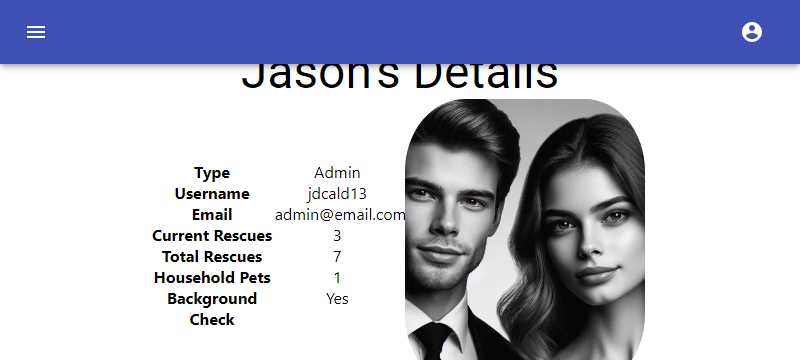 Jason's Details
Type Admin
Username jdcald13
Email admin@email.com
Current Rescues 3
Total Rescues 7
Household Pets 1
Background Yes
Check